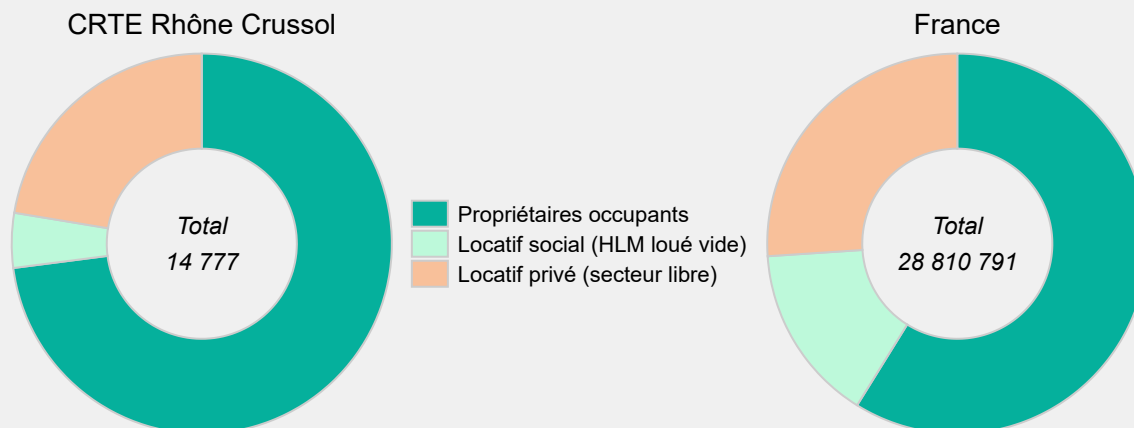 CRTE Rhône Crussol
Total
14 777
Propriétaires occupants
Locatif social (HLM loué vide)
Locatif privé (secteur libre)
France
Total
28 810 791